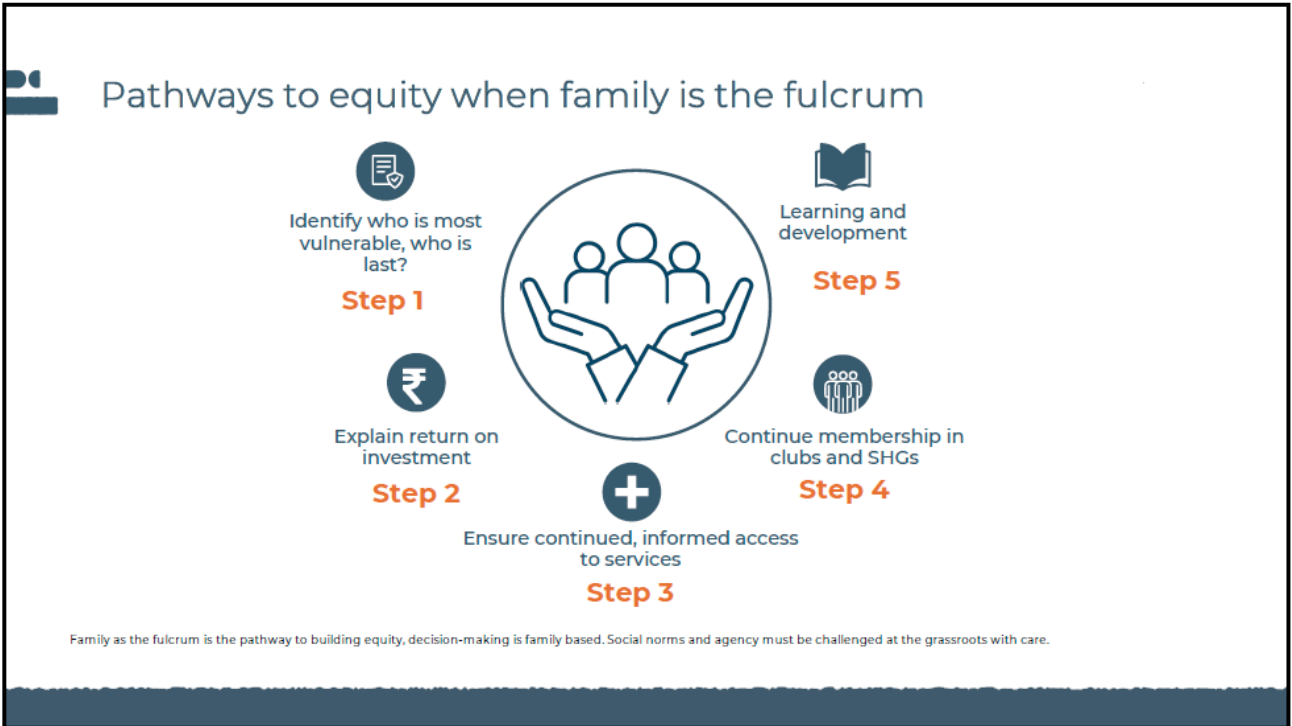 Pathways to equity when family is the fulcrum
Identify who is most
vulnerable, who is
last?
Step 1
₹
Explain return on
investment
Step 2
Ensure continued, informed access
to services
Step 3
Continue membership in
clubs and SHGs
Step 4
Learning and
development
Step 5
Family as the fulcrum is the pathway to building equity, decision-making is family based. Social norms and agency must be challenged at the grassroots with care.